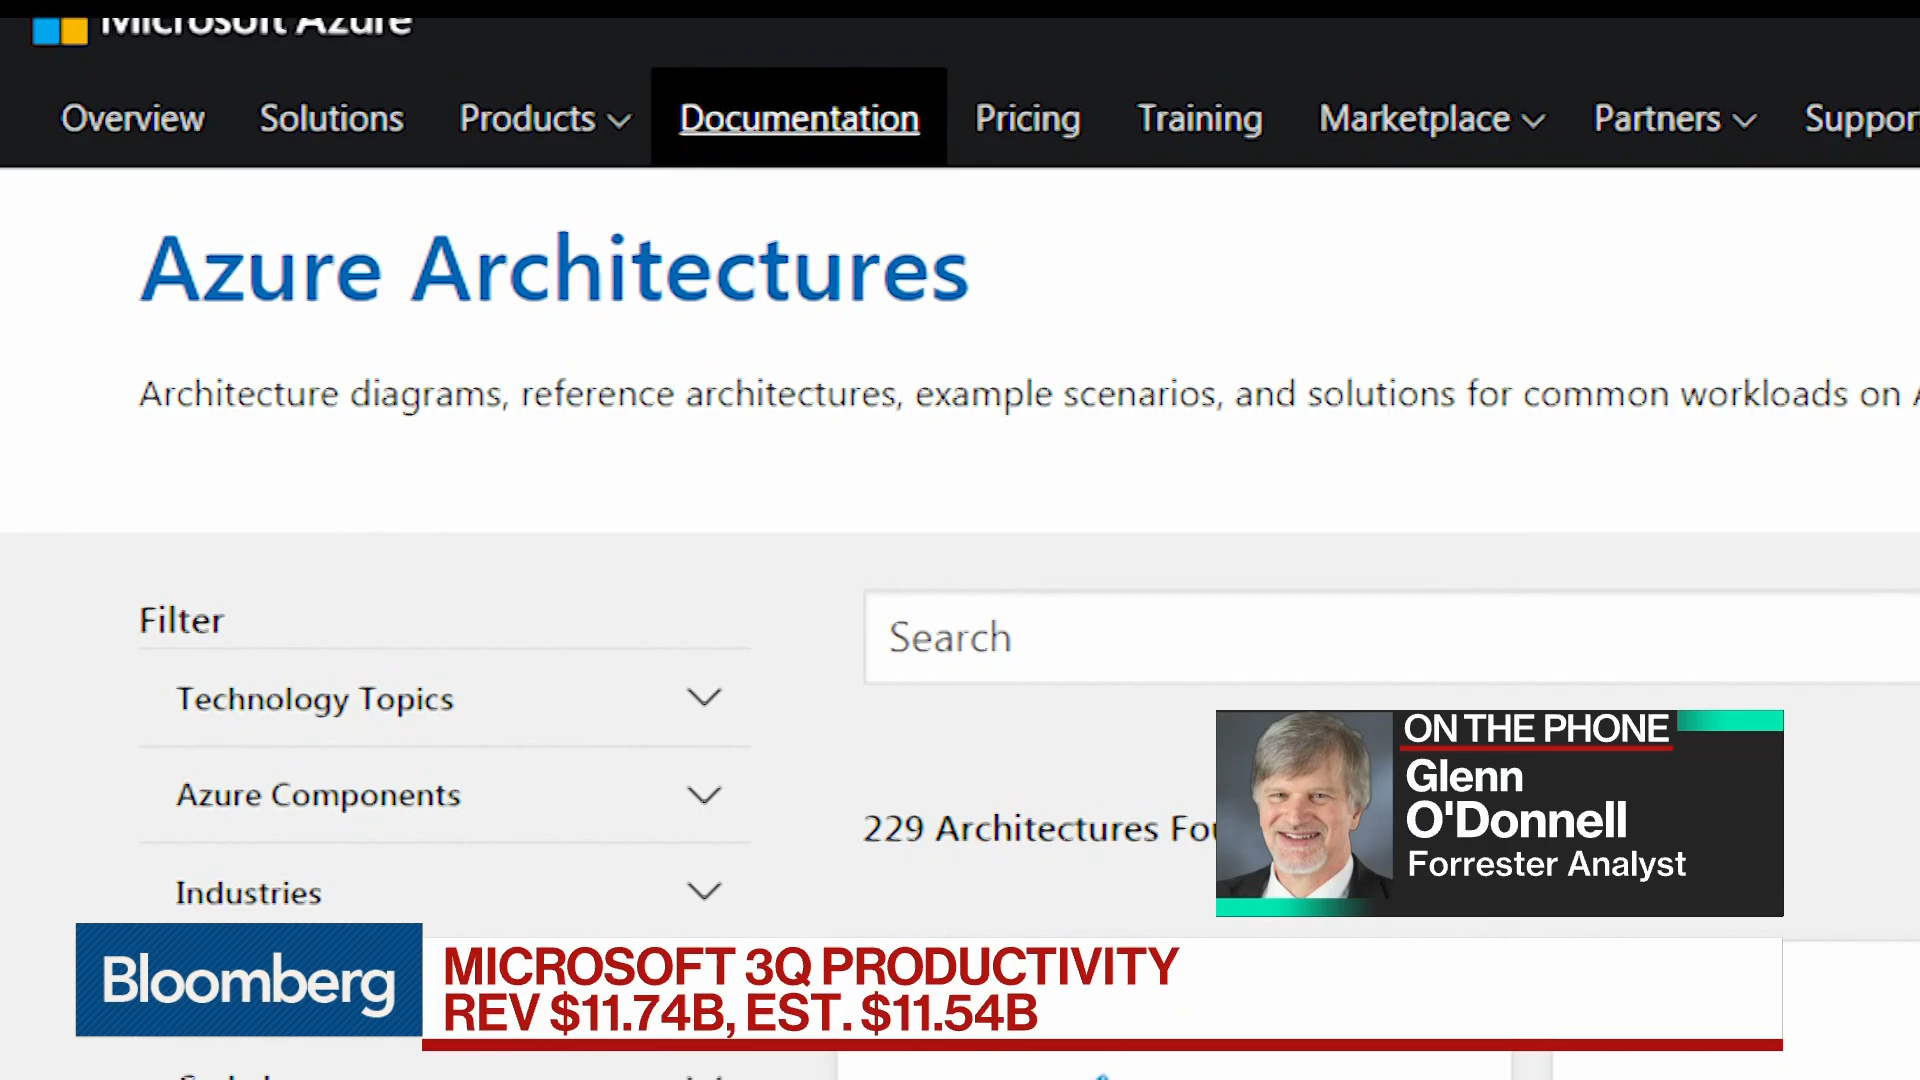 Microsoft Azure
Overview Solutions Products Documentation Pricing Training Marketplace Partners
Azure Architectures
Architecture diagrams, reference architectures, example scenarios, and solutions for common workloads on
Filter
Search
Technology Topics
Azure Components
229 Architectures
Industries
ON THE PHONE
Glenn
O'Donnell
Forrester Analyst
Bloomberg
MICROSOFT 3Q PRODUCTIVITY
REV $11.74B, EST. $11.54B